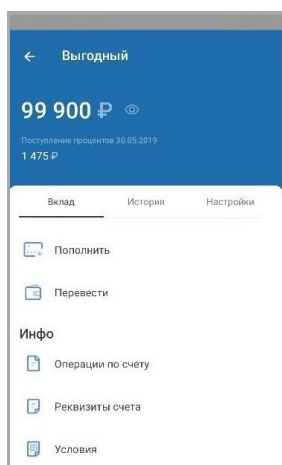 Выгодный
99 900 ₽
Поступление процентов 30.05.2019
1 475 ₽
Вклад История Настройки
Пополнить
Перевести
Инфо
Операции по счету
Реквизиты счета
Условия